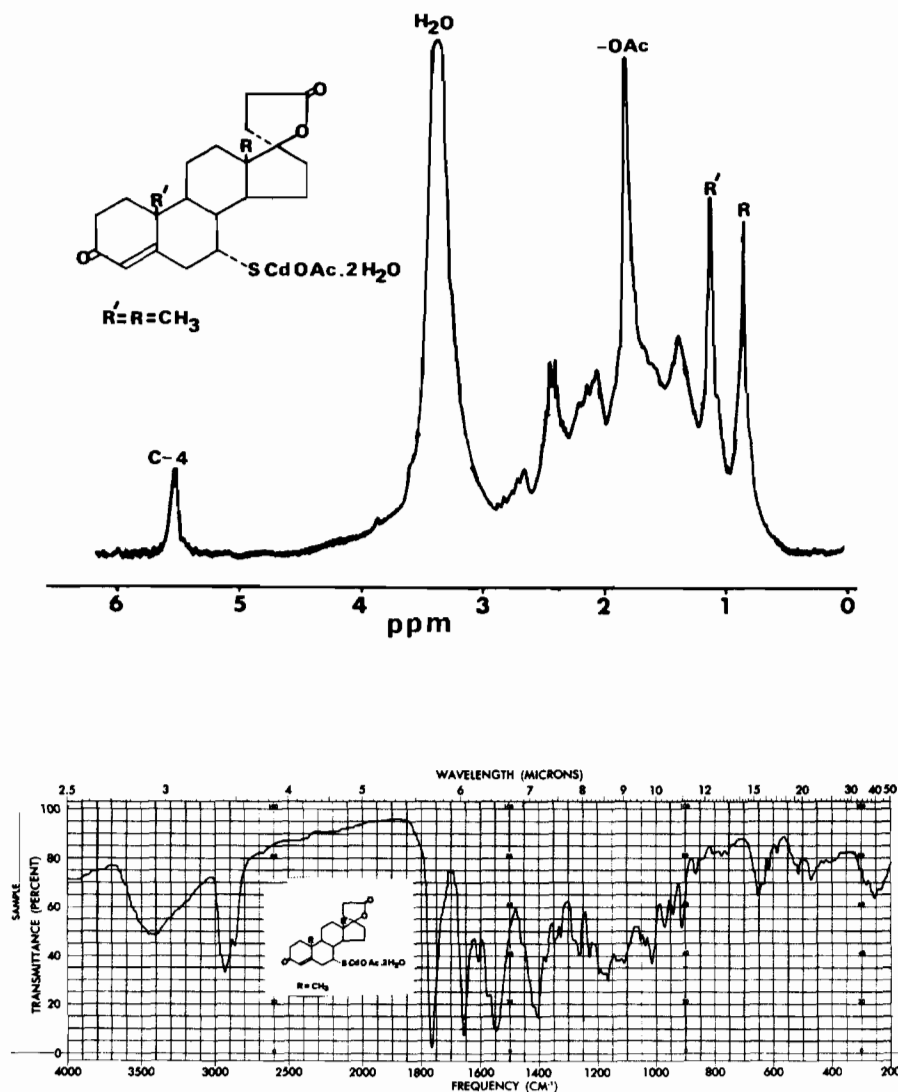 H₂O
-OAc
O
O
R
R'
R'
R
O
SCdOAc.2H₂O
R'=R=CH₃
C-4
6 5 4 3 2 1 0
ppm
WAVELENGTH (MICRONS)
2.5 3 4 5 6 7 8 9 10 12 15 20 30 40 50
100
80
60
40
20
0
SAMPLE
TRANSMITTANCE (PERCENT)
O
O
R
R
O
R=CH₃
4000 3500 3000 2500 2000 1800 1600 1400 1200 1000 800 600 400 200
FREQUENCY (CM⁻¹)